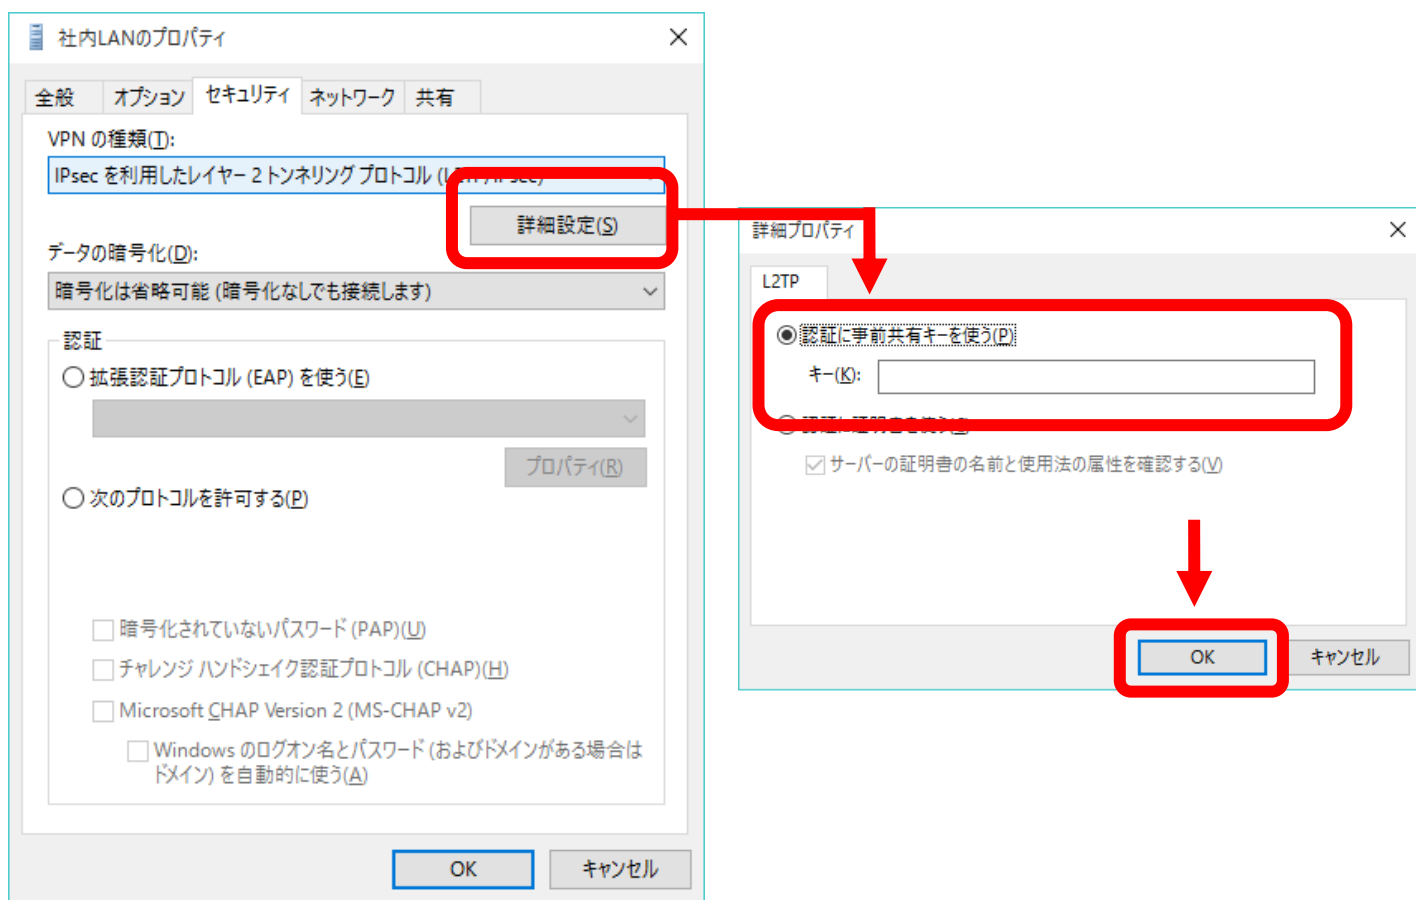 社内LANのプロパティ
全般 オプション セキュリティ ネットワーク 共有
VPN の種類(T):
IPsec を利用したレイヤー 2 トンネリング プロトコル
詳細設定(S)
データの暗号化(D):
暗号化は省略可能 (暗号化なしでも接続します)
認証
拡張認証プロトコル (EAP) を使う(E)
プロパティ(R)
次のプロトコルを許可する(P)
暗号化されていないパスワード (PAP)(U)
チャレンジ ハンドシェイク認証プロトコル (CHAP)(H)
Microsoft CHAP Version 2 (MS-CHAP v2)
Windows のログオン名とパスワード (およびドメインがある場合は
ドメイン) を自動的に使う(A)
OK キャンセル
詳細プロパティ
L2TP
認証に事前共有キーを使う(P)
キー(K):
サーバーの証明書の名前と使用法の属性を確認する(V)
OK キャンセル